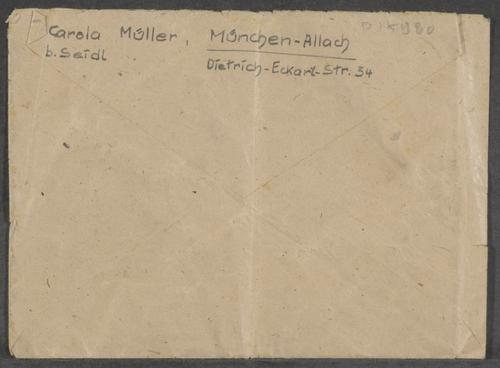 Carola Müller, München-Allach
b. Seidl
Dietrich-Eckart-Str. 34